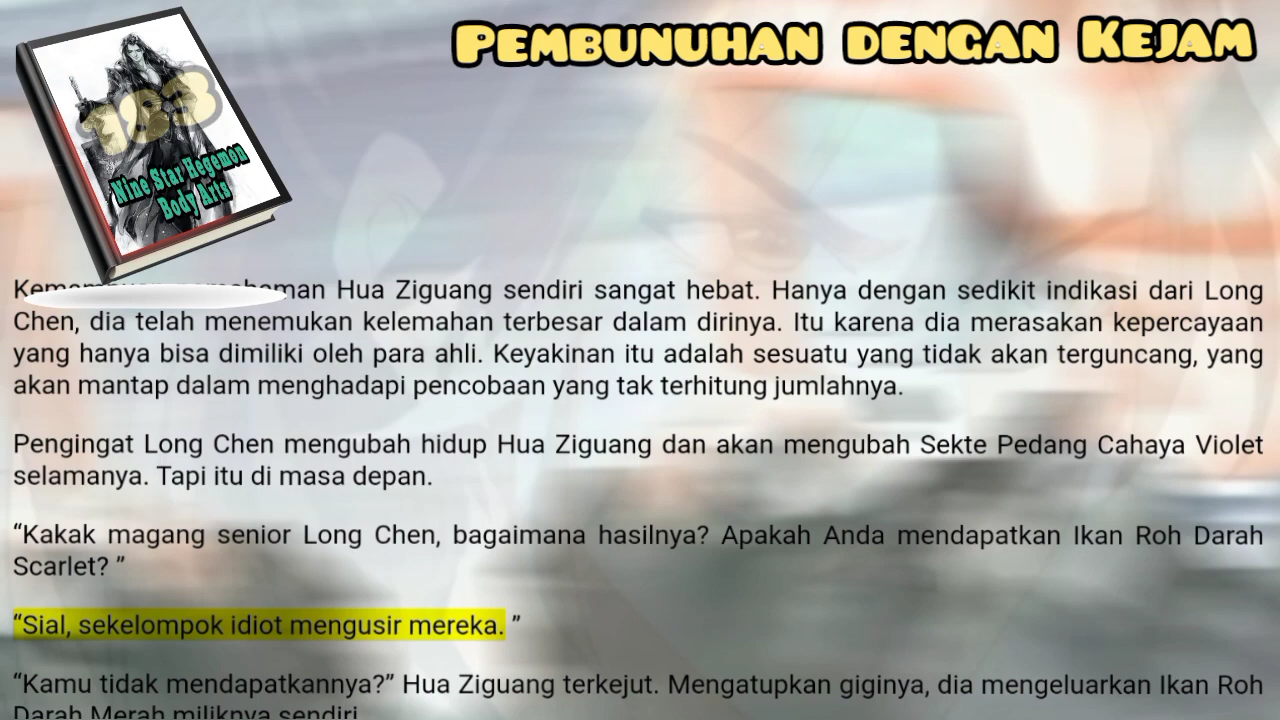 PEMBUNUHAN DENGAN KEJAM
183
Nine Star Hegemon
Body Arts
Hua Ziguang sendiri sangat hebat. Hanya dengan sedikit indikasi dari Long
Chen, dia telah menemukan kelemahan terbesar dalam dirinya. Itu karena dia merasakan kepercayaan
yang hanya bisa dimiliki oleh para ahli. Keyakinan itu adalah sesuatu yang tidak akan terguncang, yang
akan mantap dalam menghadapi pencobaan yang tak terhitung jumlahnya.
Pengingat Long Chen mengubah hidup Hua Ziguang dan akan mengubah Sekte Pedang Cahaya Violet
selamanya. Tapi itu di masa depan.
“Kakak magang senior Long Chen, bagaimana hasilnya? Apakah Anda mendapatkan Ikan Roh Darah
Scarlet? ”
“Sial, sekelompok idiot mengusir mereka. ”
“Kamu tidak mendapatkannya?” Hua Ziguang terkejut. Mengatupkan giginya, dia mengeluarkan Ikan Roh
Darah Merah miliknya sendiri.